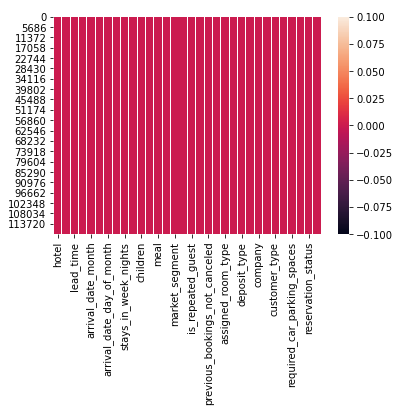 0
5686
11372
17058
22744
28430
34116
39802
45488
51174
56860
62546
68232
73918
79604
85290
90976
96662
102348
108034
113720
hotel
lead_time
arrival_date_month
arrival_date_day_of_month
stays_in_week_nights
children
meal
market_segment
is_repeated_guest
previous_bookings_not_canceled
assigned_room_type
deposit_type
company
customer_type
required_car_parking_spaces
reservation_status
0.100
0.075
0.050
0.025
0.000
−0.025
−0.050
−0.075
−0.100